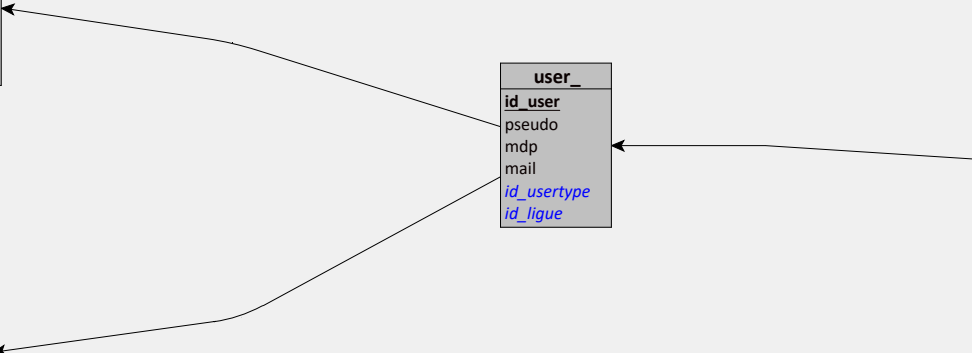 user_
id_user
pseudo
mdp
mail
id_usertype
id_ligue